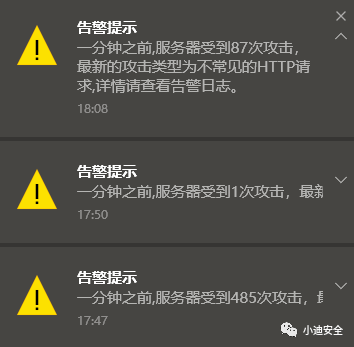 告警提示
一分钟之前,服务器受到87次攻击，
最新的攻击类型为不常见的HTTP请
求,详情请查看告警日志。
18:08
告警提示
一分钟之前,服务器受到1次攻击，最新
17:50
告警提示
一分钟之前,服务器受到485次攻击，
17:47
小迪安全